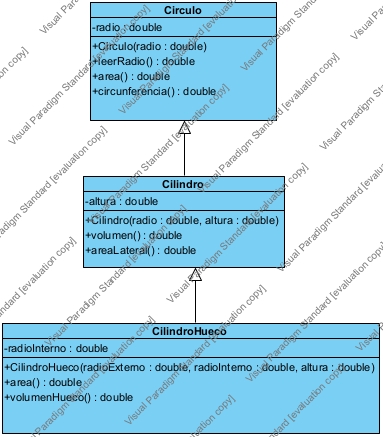 Circulo
-radio : double
+Circulo(radio : double)
+leerRadio() : double
+area() : double
+circunferencia() : double
Cilindro
-altura : double
+Cilindro(radio : double, altura : double)
+volumen() : double
+areaLateral() : double
CilindroHueco
-radioInterno : double
+CilindroHueco(radioExterno : double, radioInterno : double, altura : double)
+area() : double
+volumenHueco() : double
Visual Paradigm Standard [evaluation copy]